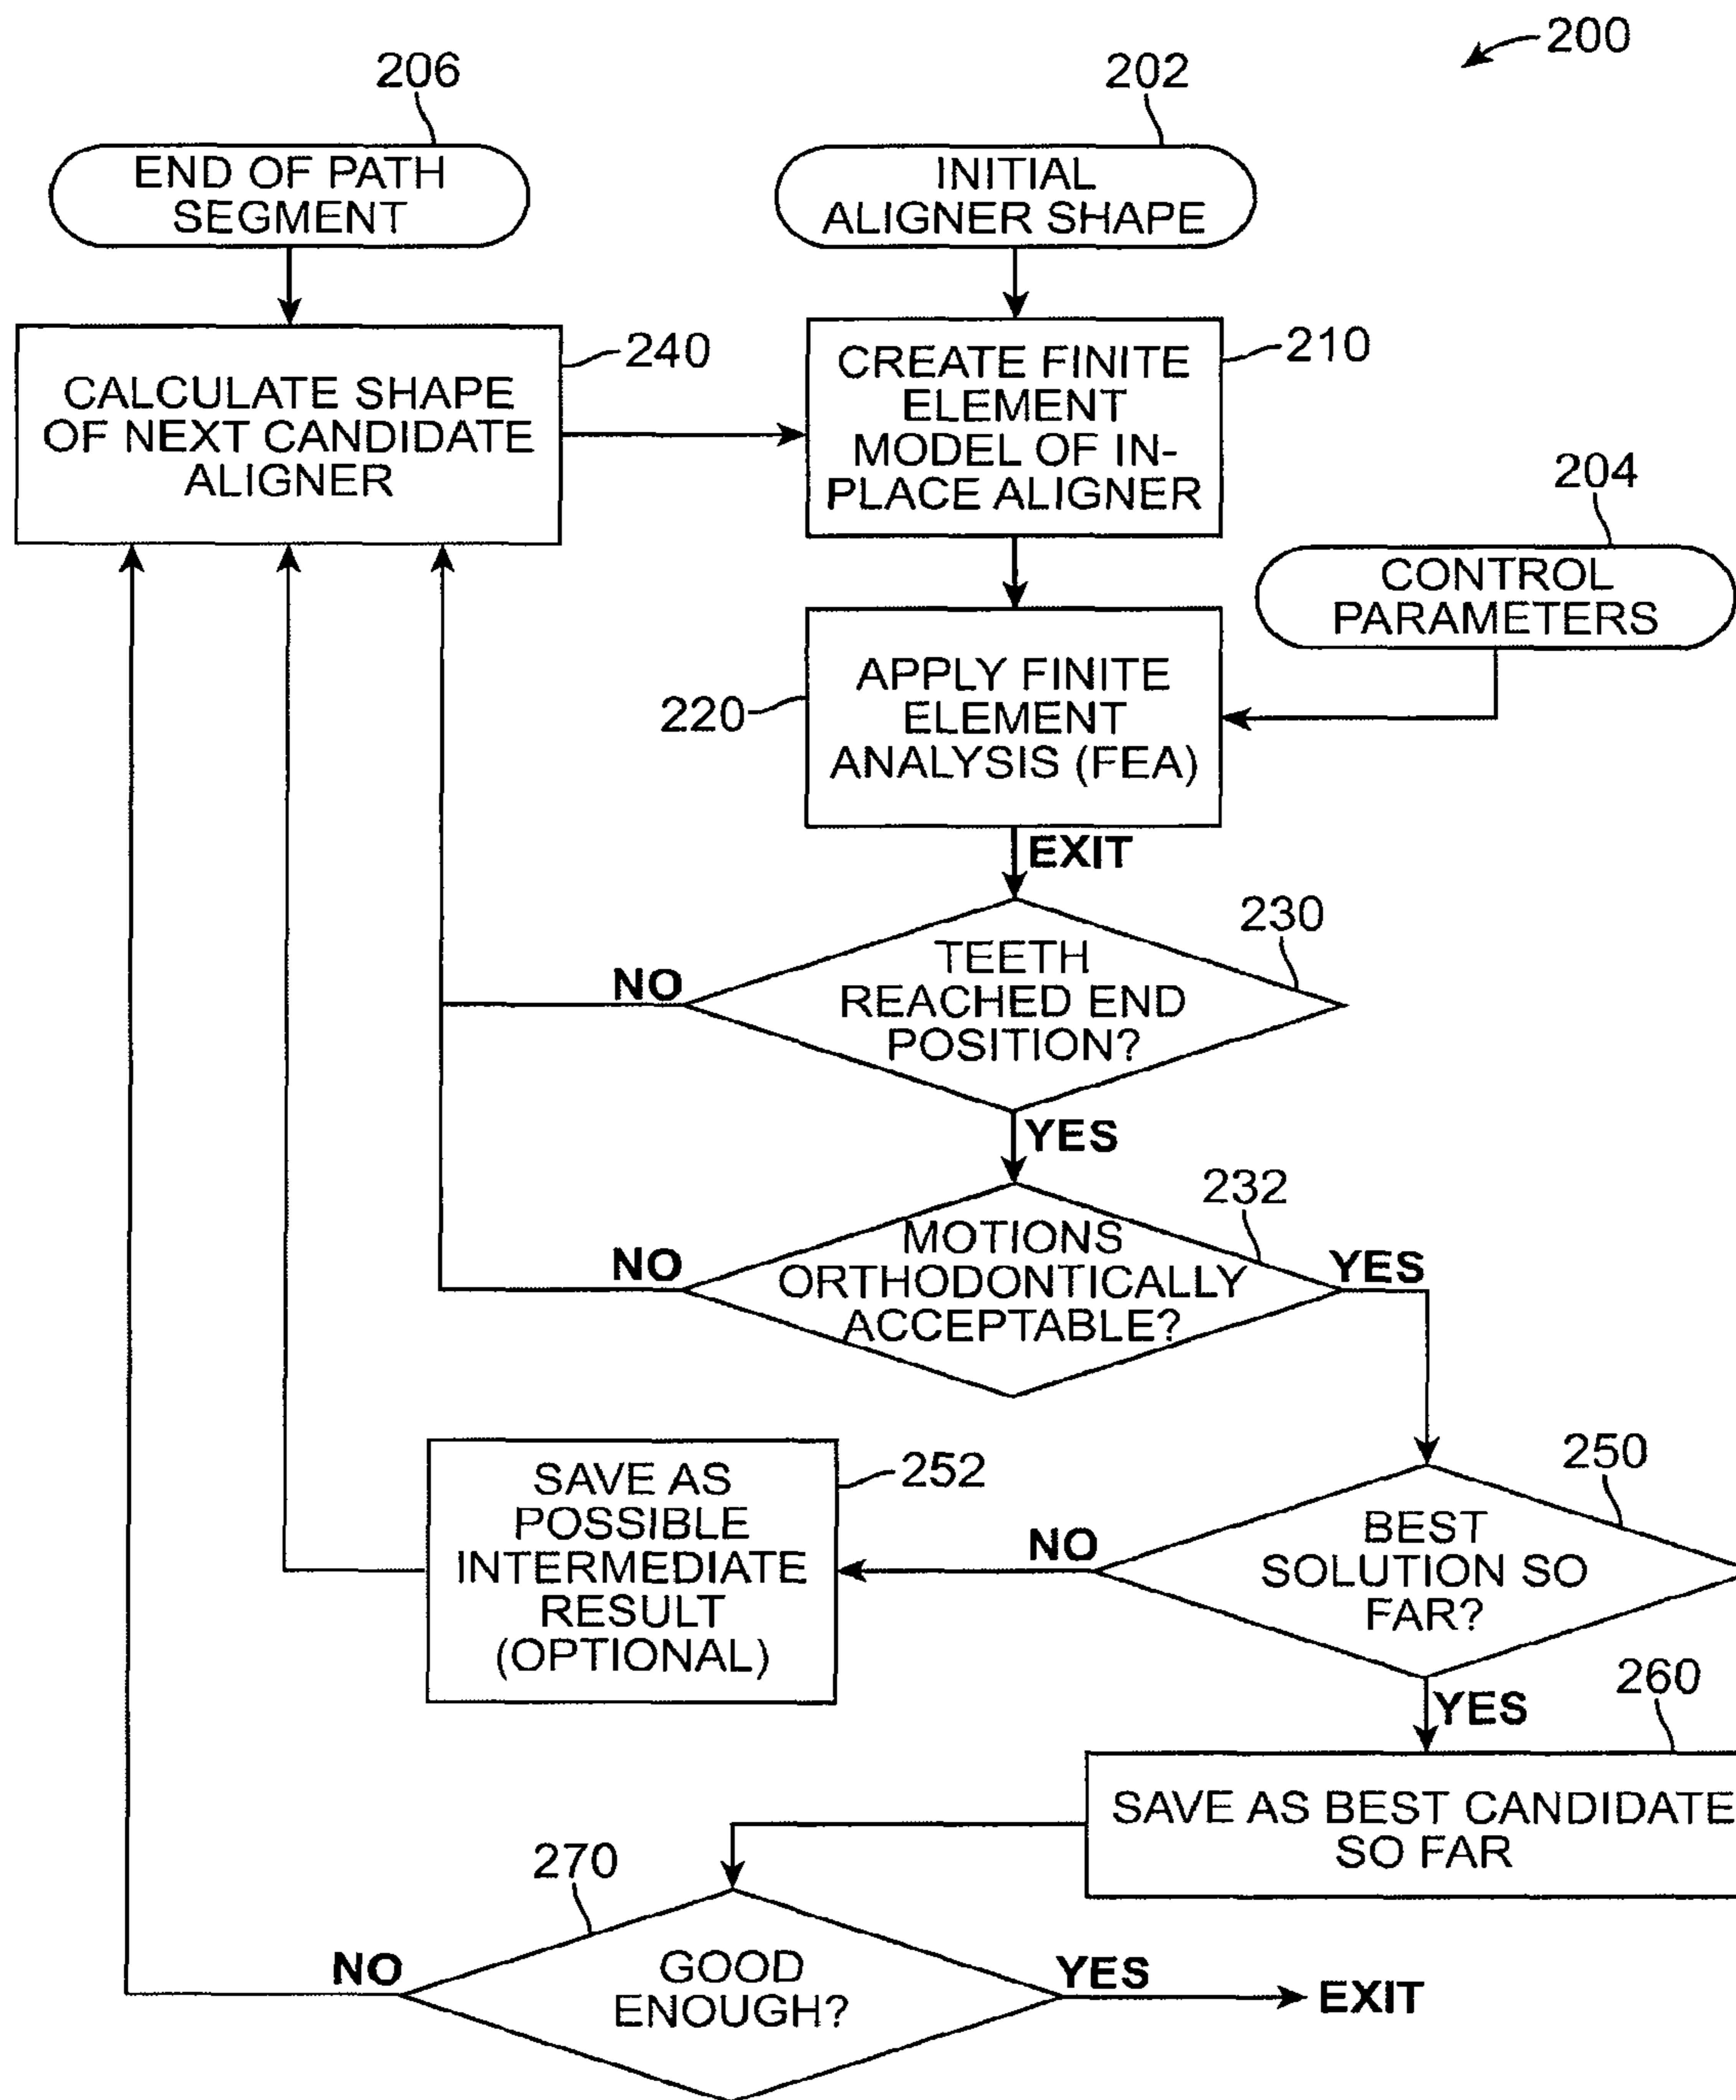 200
206
202
END OF PATH
SEGMENT
INITIAL
ALIGNER SHAPE
240
CALCULATE SHAPE
OF NEXT CANDIDATE
ALIGNER
210
CREATE FINITE
ELEMENT
MODEL OF IN-
PLACE ALIGNER
204
CONTROL
PARAMETERS
220
APPLY FINITE
ELEMENT
ANALYSIS (FEA)
EXIT
230
TEETH
REACHED END
POSITION?
NO
YES
232
MOTIONS
ORTHODONTICALLY
ACCEPTABLE?
NO
YES
252
SAVE AS
POSSIBLE
INTERMEDIATE
RESULT
(OPTIONAL)
250
BEST
SOLUTION SO
FAR?
NO
YES
260
SAVE AS BEST CANDIDATE
SO FAR
270
GOOD
ENOUGH?
NO
YES
EXIT